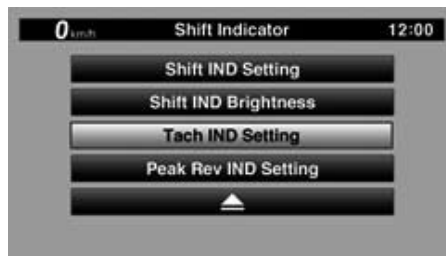 0 km/h Shift Indicator 12:00
Shift IND Setting
Shift IND Brightness
Tach IND Setting
Peak Rev IND Setting